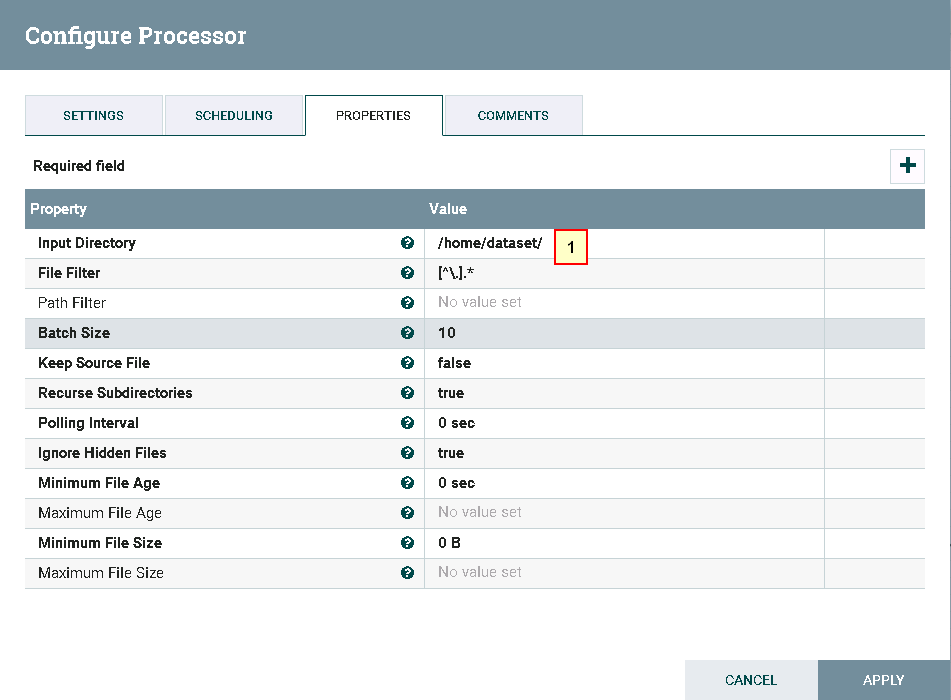 Configure Processor
SETTINGS SCHEDULING PROPERTIES COMMENTS
Required field
Property Value
Input Directory /home/dataset/ 1
File Filter [^\.].*
Path Filter No value set
Batch Size 10
Keep Source File false
Recurse Subdirectories true
Polling Interval 0 sec
Ignore Hidden Files true
Minimum File Age 0 sec
Maximum File Age No value set
Minimum File Size 0 B
Maximum File Size No value set
CANCEL APPLY